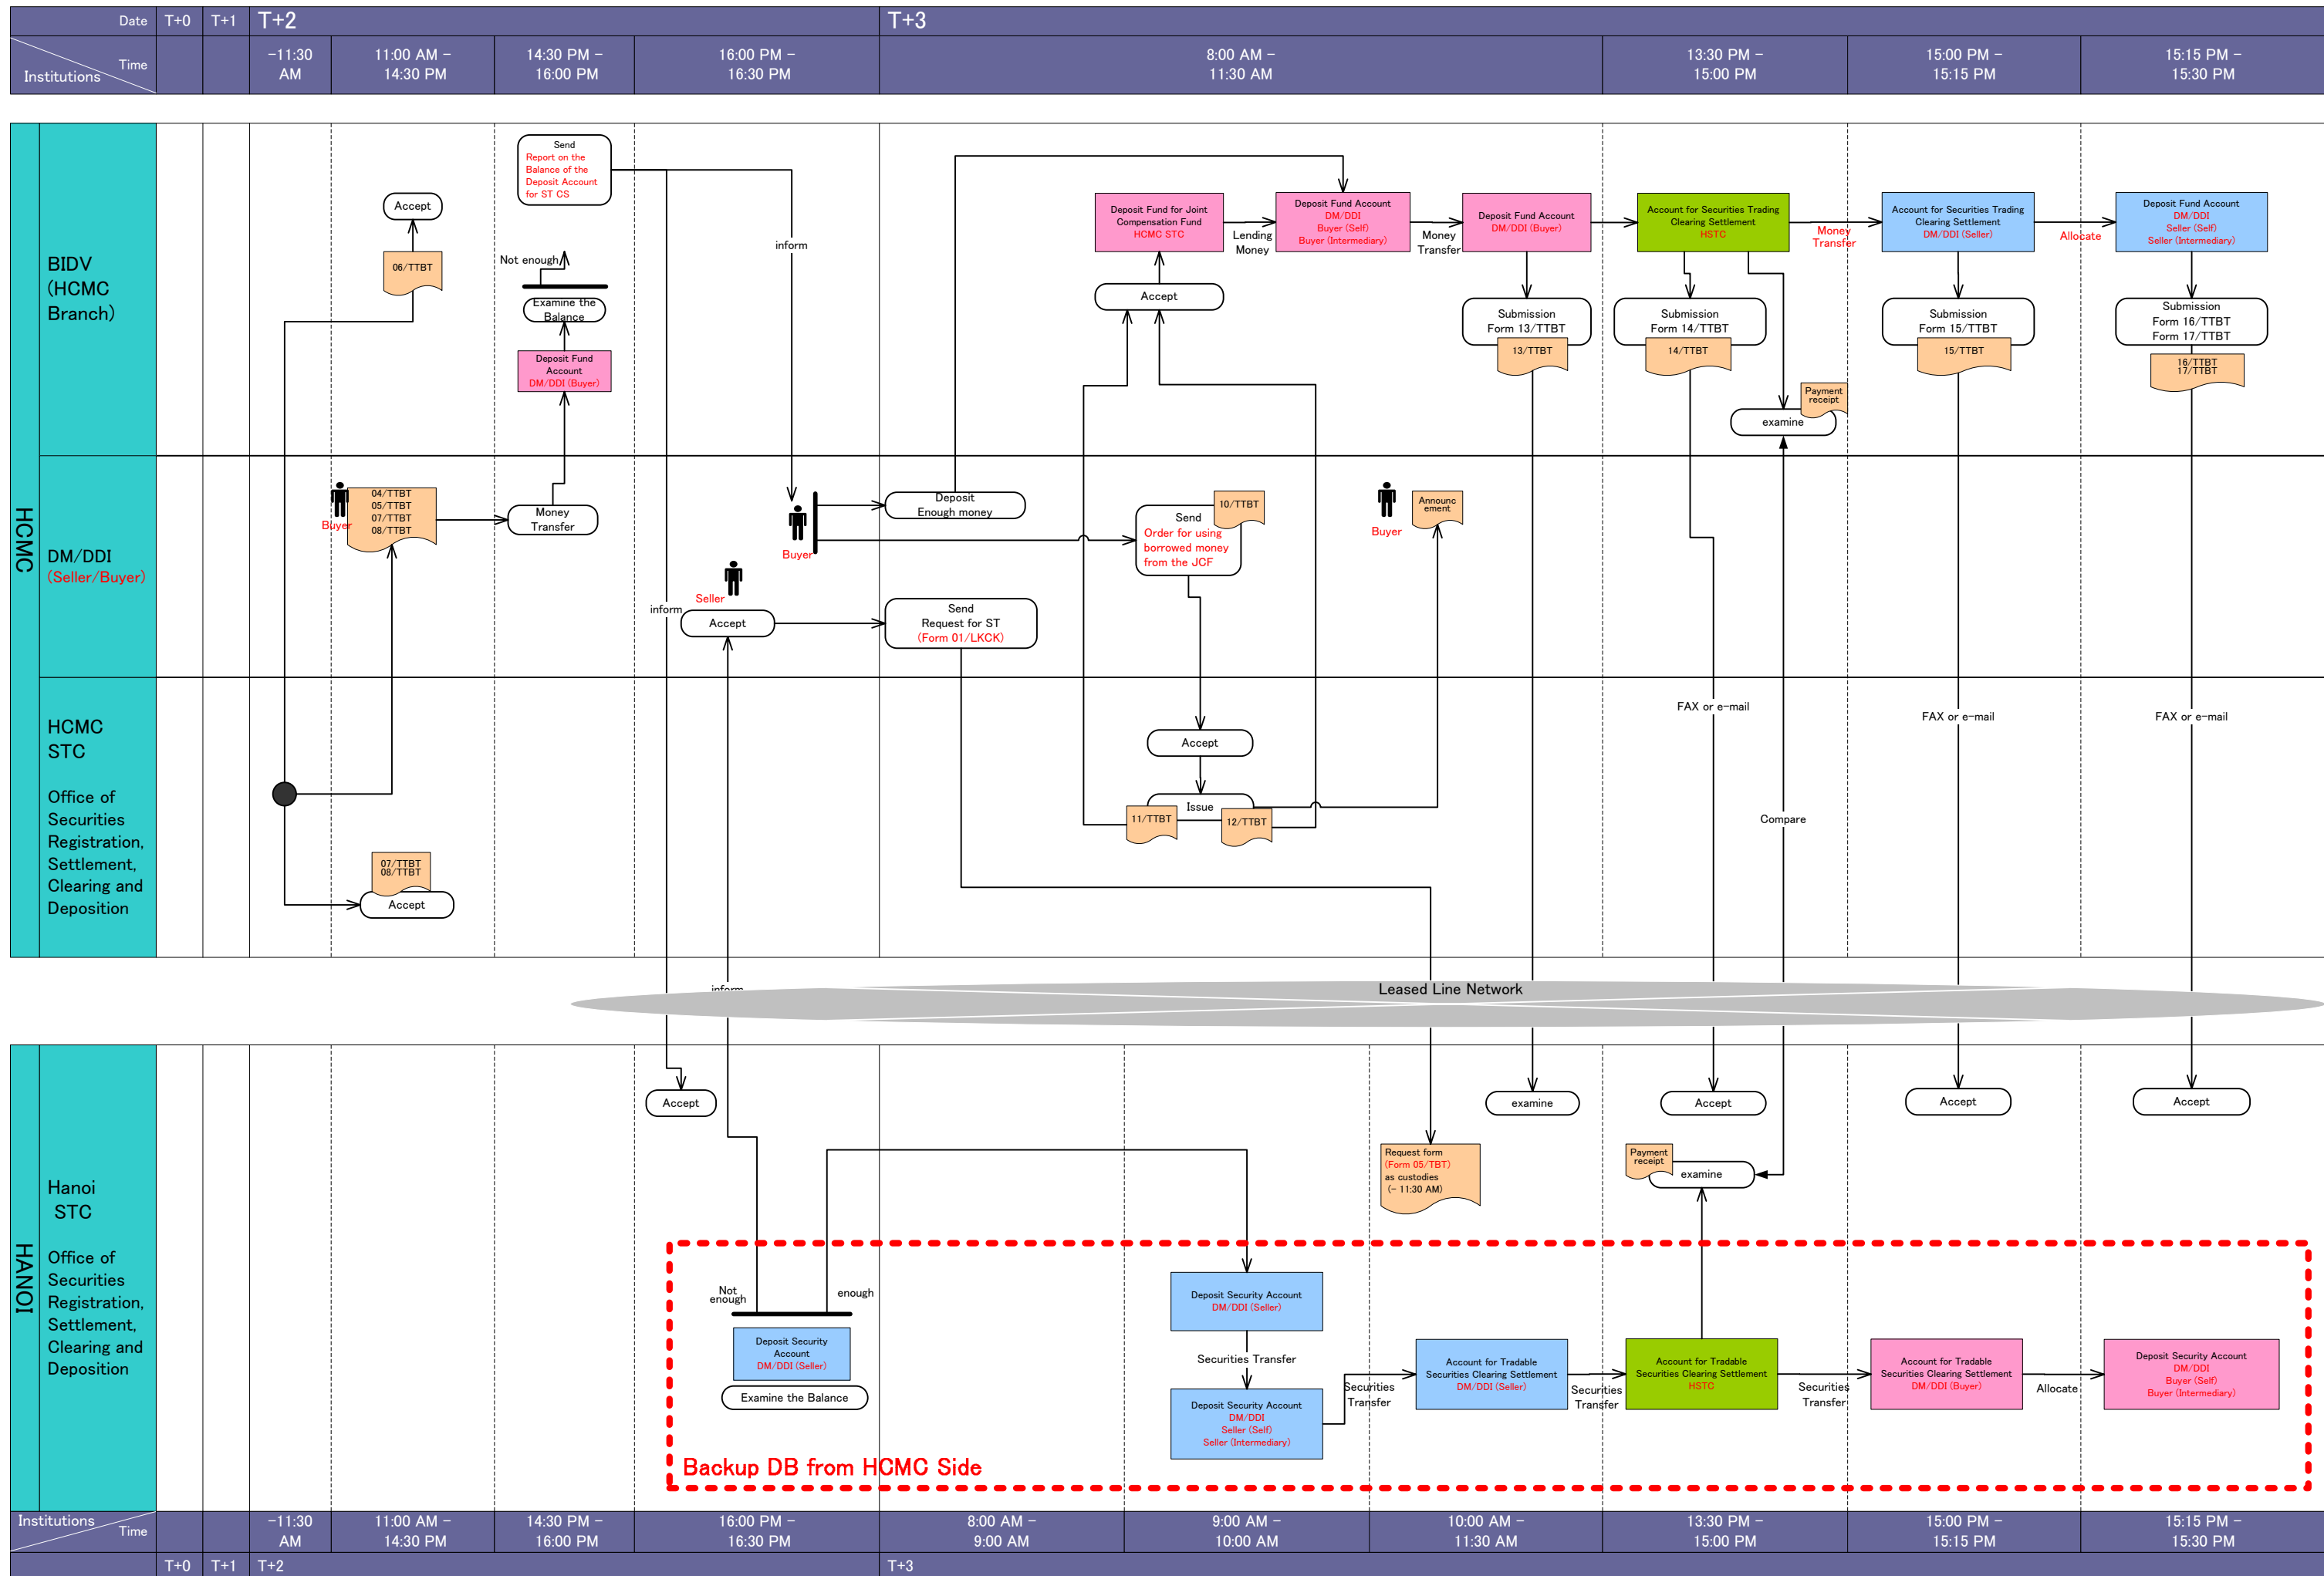 Date
T+0
T+1
T+2
T+3
Time
Institutions
-11:30
AM
11:00 AM -
14:30 PM
14:30 PM -
16:00 PM
16:00 PM -
16:30 PM
8:00 AM -
11:30 AM
13:30 PM -
15:00 PM
15:00 PM -
15:15 PM
15:15 PM -
15:30 PM
HCMC
BIDV
(HCMC
Branch)
Accept
06/TTBT
Send
Report on the
Balance of the
Deposit Account
for ST CS
Not enough
Examine the
Balance
Deposit Fund
Account
DM/DDI (Buyer)
inform
Deposit Fund for Joint
Compensation Fund
HCMC STC
Lending
Money
Deposit Fund Account
DM/DDI
Buyer (Self)
Buyer (Intermediary)
Money
Transfer
Deposit Fund Account
DM/DDI (Buyer)
Account for Securities Trading
Clearing Settlement
HSTC
Money
Transfer
Account for Securities Trading
Clearing Settlement
DM/DDI (Seller)
Allocate
Deposit Fund Account
DM/DDI
Seller (Self)
Seller (Intermediary)
Accept
Submission
Form 13/TTBT
13/TTBT
Submission
Form 14/TTBT
14/TTBT
Submission
Form 15/TTBT
15/TTBT
Submission
Form 16/TTBT
Form 17/TTBT
16/TTBT
17/TTBT
Payment
receipt
examine
DM/DDI
(Seller/Buyer)
Buyer
04/TTBT
05/TTBT
07/TTBT
08/TTBT
Money
Transfer
Buyer
Seller
inform
Accept
Deposit
Enough money
Send
Request for ST
(Form 01/LKCK)
10/TTBT
Send
Order for using
borrowed money
from the JCF
Buyer
Announc
ement
HCMC
STC
Office of
Securities
Registration,
Settlement,
Clearing and
Deposition
07/TTBT
08/TTBT
Accept
Accept
Issue
11/TTBT
12/TTBT
FAX or e-mail
FAX or e-mail
FAX or e-mail
Compare
inform
Leased Line Network
HANOI
Hanoi
STC
Office of
Securities
Registration,
Settlement,
Clearing and
Deposition
Accept
examine
Accept
Accept
Accept
Request form
(Form 05/TBT)
as custodies
(- 11:30 AM)
Payment
receipt
examine
Not
enough
enough
Deposit Security
Account
DM/DDI (Seller)
Examine the Balance
Deposit Security Account
DM/DDI (Seller)
Securities Transfer
Deposit Security Account
DM/DDI
Seller (Self)
Seller (Intermediary)
Securities
Transfer
Account for Tradable
Securities Clearing Settlement
DM/DDI (Seller)
Securities
Transfer
Account for Tradable
Securities Clearing Settlement
HSTC
Securities
Transfer
Account for Tradable
Securities Clearing Settlement
DM/DDI (Buyer)
Allocate
Deposit Security Account
DM/DDI
Buyer (Self)
Buyer (Intermediary)
Backup DB from HCMC Side
Institutions
Time
-11:30
AM
11:00 AM -
14:30 PM
14:30 PM -
16:00 PM
16:00 PM -
16:30 PM
8:00 AM -
9:00 AM
9:00 AM -
10:00 AM
10:00 AM -
11:30 AM
13:30 PM -
15:00 PM
15:00 PM -
15:15 PM
15:15 PM -
15:30 PM
T+0
T+1
T+2
T+3